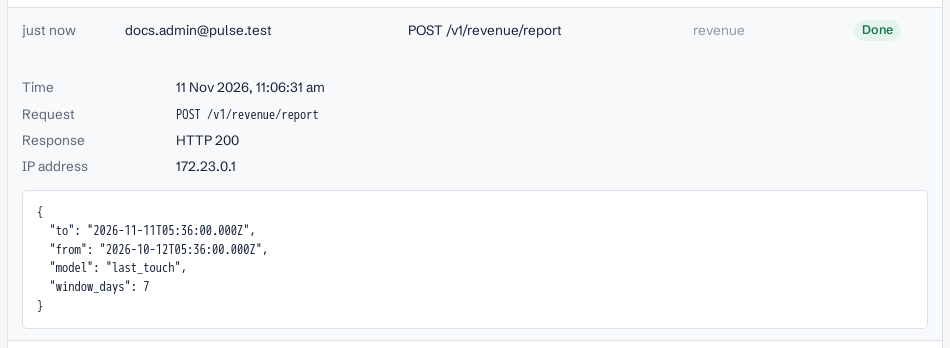 just now docs.admin@pulse.test POST /v1/revenue/report revenue Done
Time 11 Nov 2026, 11:06:31 am
Request POST /v1/revenue/report
Response HTTP 200
IP address 172.23.0.1
{
  "to": "2026-11-11T05:36:00.000Z",
  "from": "2026-10-12T05:36:00.000Z",
  "model": "last_touch",
  "window_days": 7
}